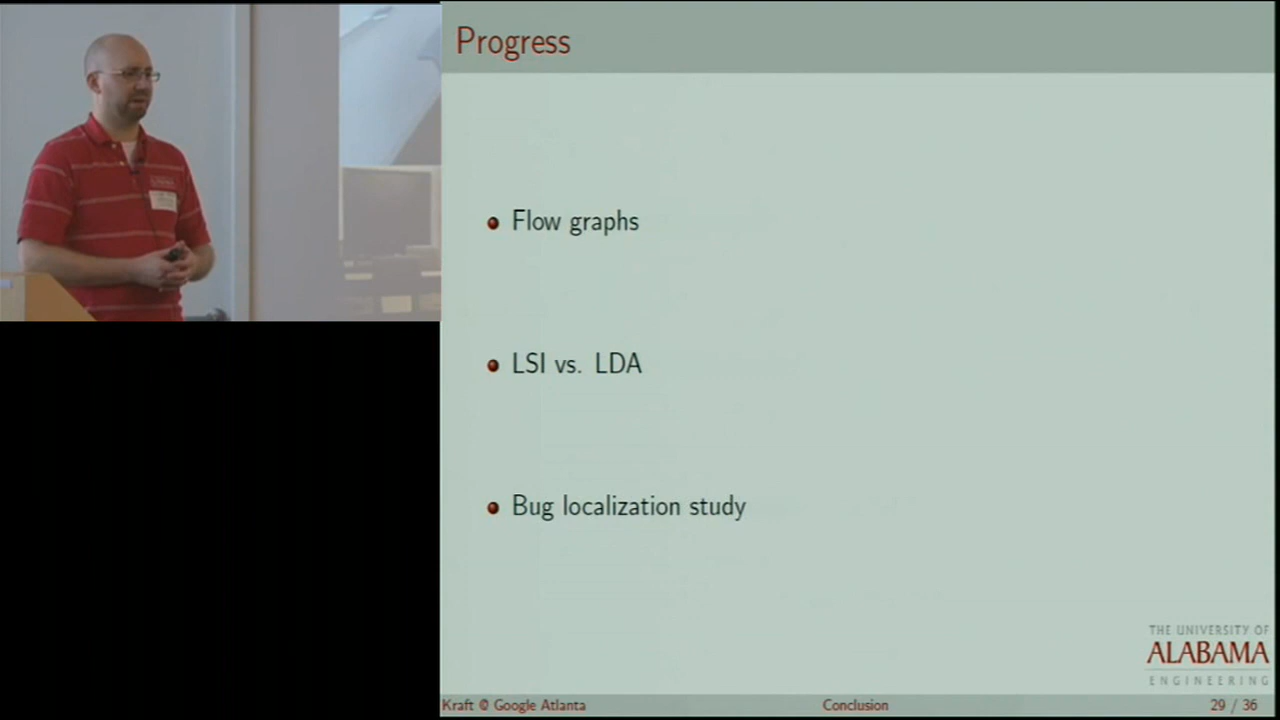 Progress
Flow graphs
LSI vs. LDA
Bug localization study
THE UNIVERSITY OF
ALABAMA
ENGINEERING
Kraft @ Google Atlanta
Conclusion
29 / 36